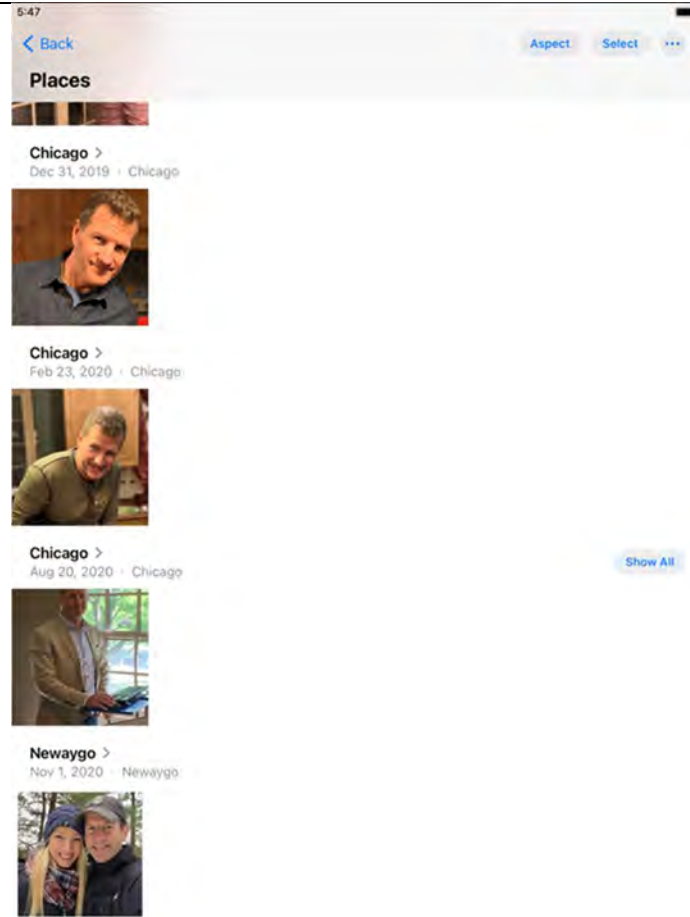 5:47
Back
Aspect
Select
Places
Chicago >
Dec 31, 2019 · Chicago
Chicago >
Feb 23, 2020 · Chicago
Chicago >
Aug 20, 2020 · Chicago
Show All
Newaygo >
Nov 1, 2020 · Newaygo